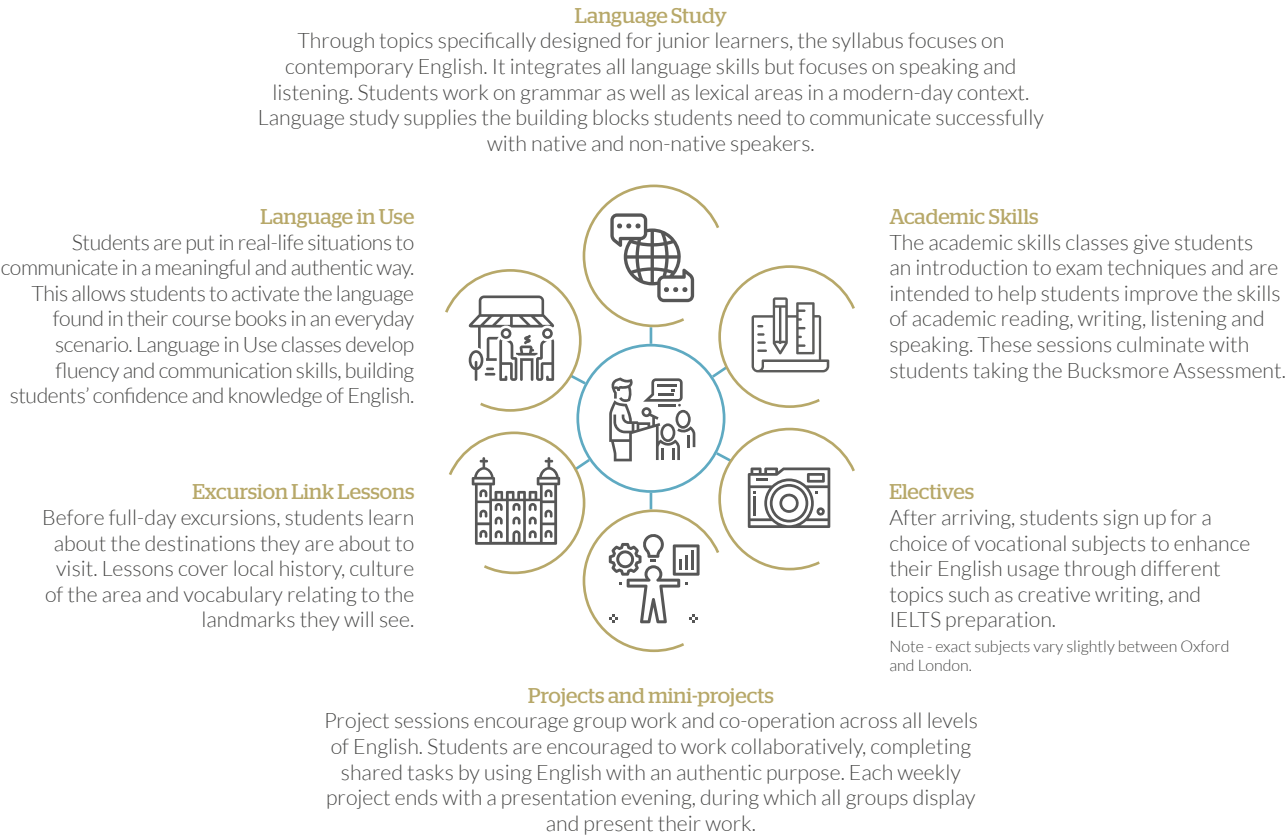 Language Study
Through topics specifically designed for junior learners, the syllabus focuses on
contemporary English. It integrates all language skills but focuses on speaking and
listening. Students work on grammar as well as lexical areas in a modern-day context.
Language study supplies the building blocks students need to communicate successfully
with native and non-native speakers.
Language in Use
Students are put in real-life situations to
communicate in a meaningful and authentic way.
This allows students to activate the language
found in their course books in an everyday
scenario. Language in Use classes develop
fluency and communication skills, building
students’ confidence and knowledge of English.
Academic Skills
The academic skills classes give students
an introduction to exam techniques and are
intended to help students improve the skills
of academic reading, writing, listening and
speaking. These sessions culminate with
students taking the Bucksmore Assessment.
Excursion Link Lessons
Before full-day excursions, students learn
about the destinations they are about to
visit. Lessons cover local history, culture
of the area and vocabulary relating to the
landmarks they will see.
Electives
After arriving, students sign up for a
choice of vocational subjects to enhance
their English usage through different
topics such as creative writing, and
IELTS preparation.
Note - exact subjects vary slightly between Oxford
and London.
Projects and mini-projects
Project sessions encourage group work and co-operation across all levels
of English. Students are encouraged to work collaboratively, completing
shared tasks by using English with an authentic purpose. Each weekly
project ends with a presentation evening, during which all groups display
and present their work.